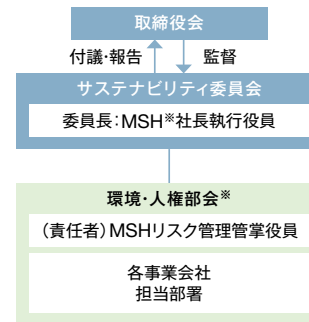 取締役会
付議・報告 監督
サステナビリティ委員会
委員長：MSH※社長執行役員
環境・人権部会※
（責任者）MSHリスク管理管掌役員
各事業会社
担当部署